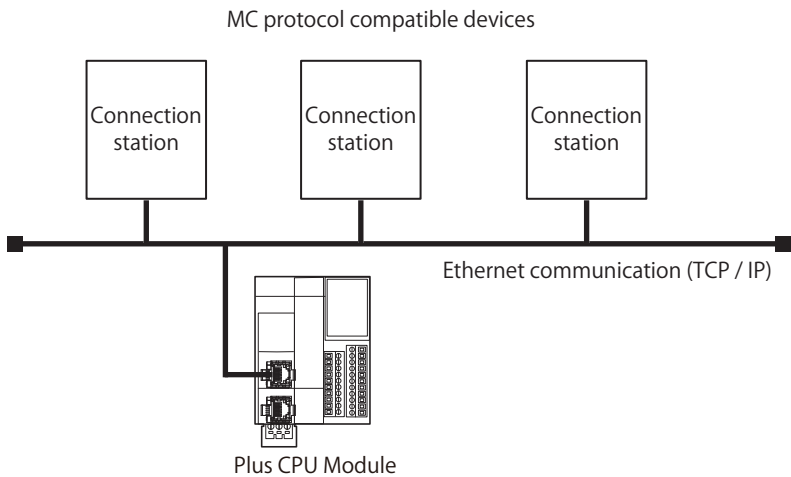 MC protocol compatible devices
Connection
station
Connection
station
Connection
station
Ethernet communication (TCP / IP)
Plus CPU Module